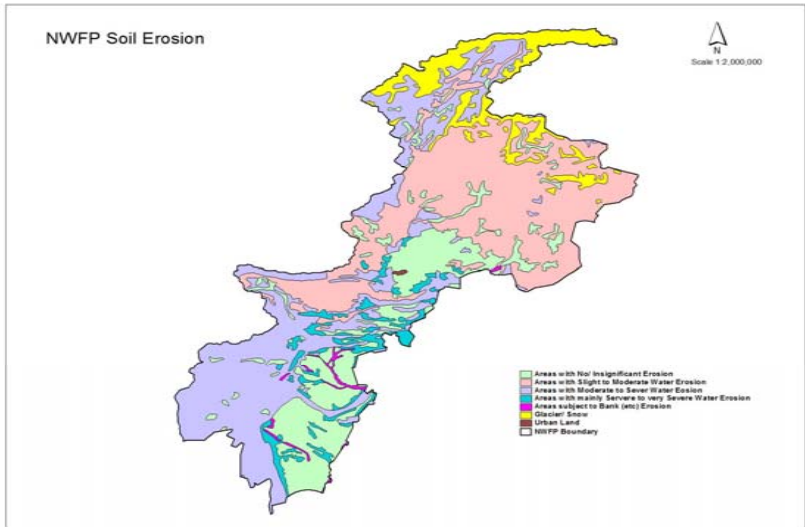 NWFP Soil Erosion
N
Scale 1:2,000,000
Areas with No/ Insignificant Erosion
Areas with Slight to Moderate Water Erosion
Areas with Moderate to Sever Water Eosion
Areas with mainly Servere to very Severe Water Erosion
Areas subject to Bank (etc) Erosion
Glacier/ Snow
Urban Land
NWFP Boundary